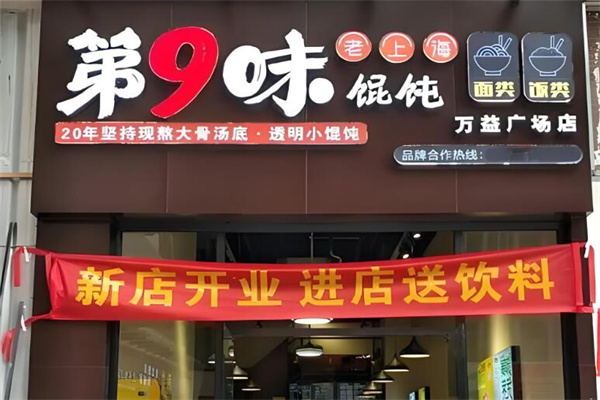 第9味 老上海 馄饨
面类 饭类
20年坚持现熬大骨汤底·透明小馄饨
万益广场店
品牌合作热线：
新店开业 进店送饮料